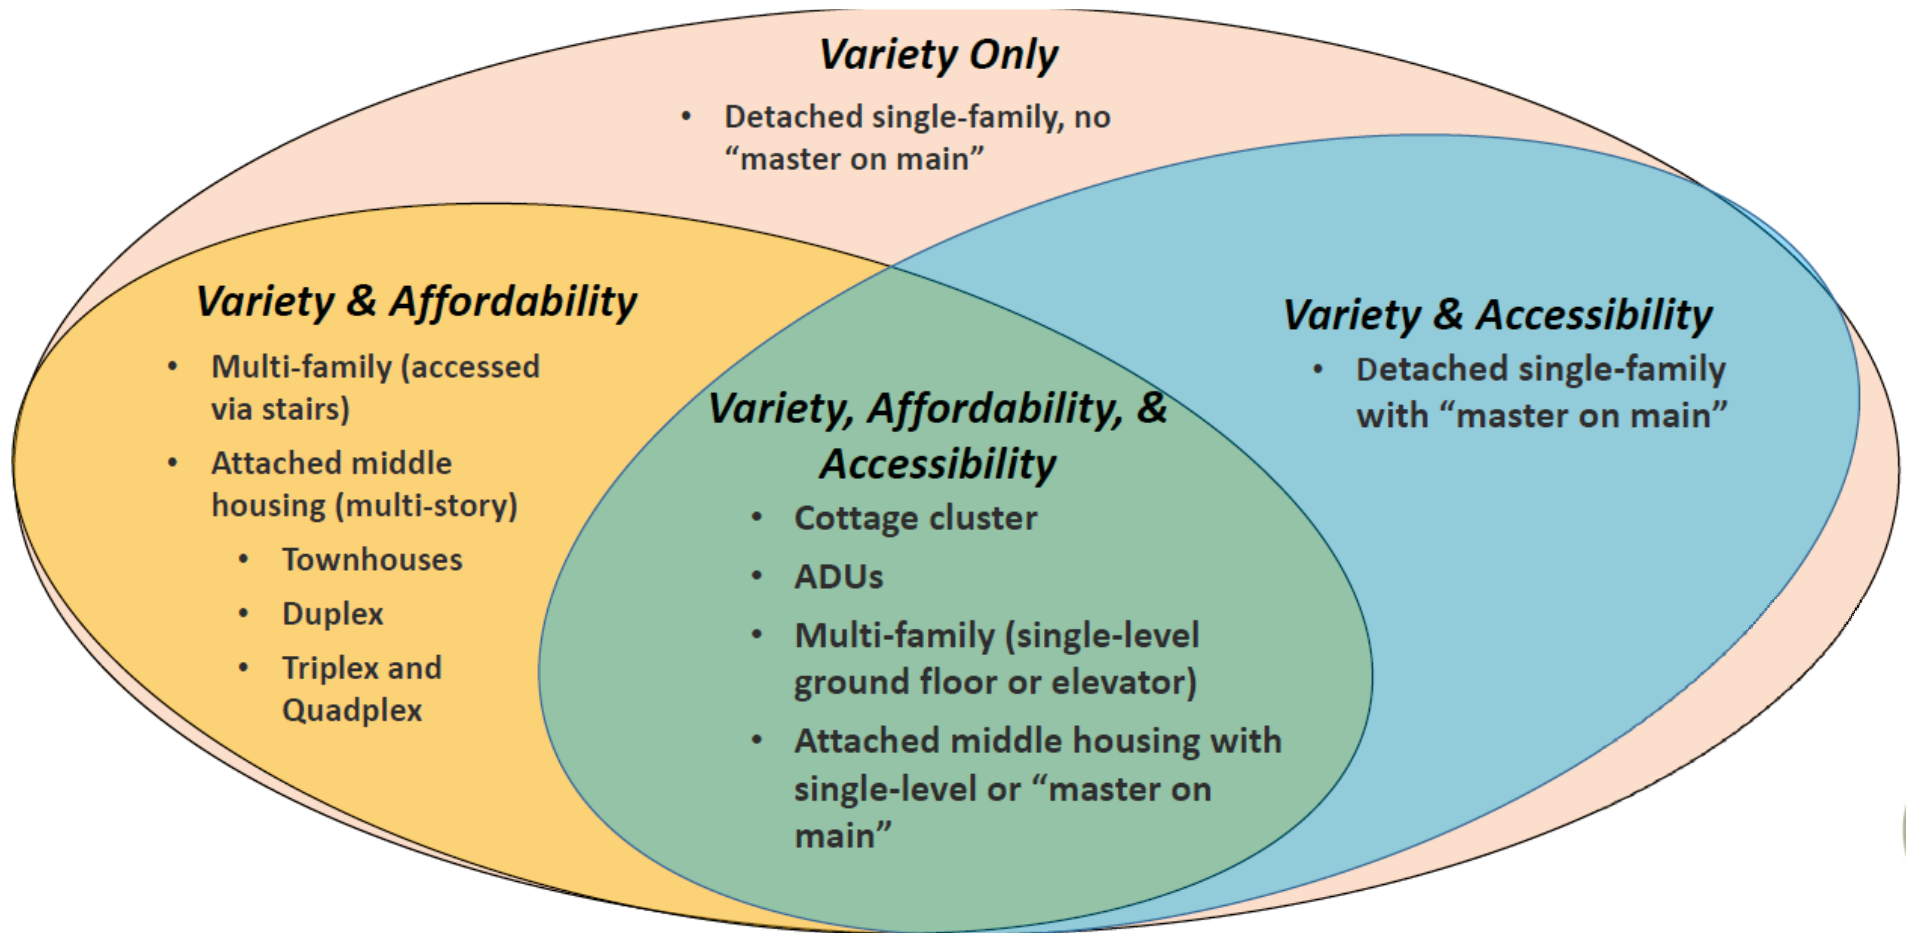 Variety Only
• Detached single-family, no
“master on main”
Variety & Affordability
• Multi-family (accessed
via stairs)
• Attached middle
housing (multi-story)
• Townhouses
• Duplex
• Triplex and
Quadplex
Variety, Affordability, &
Accessibility
• Cottage cluster
• ADUs
• Multi-family (single-level
ground floor or elevator)
• Attached middle housing with
single-level or “master on
main”
Variety & Accessibility
• Detached single-family
with “master on main”